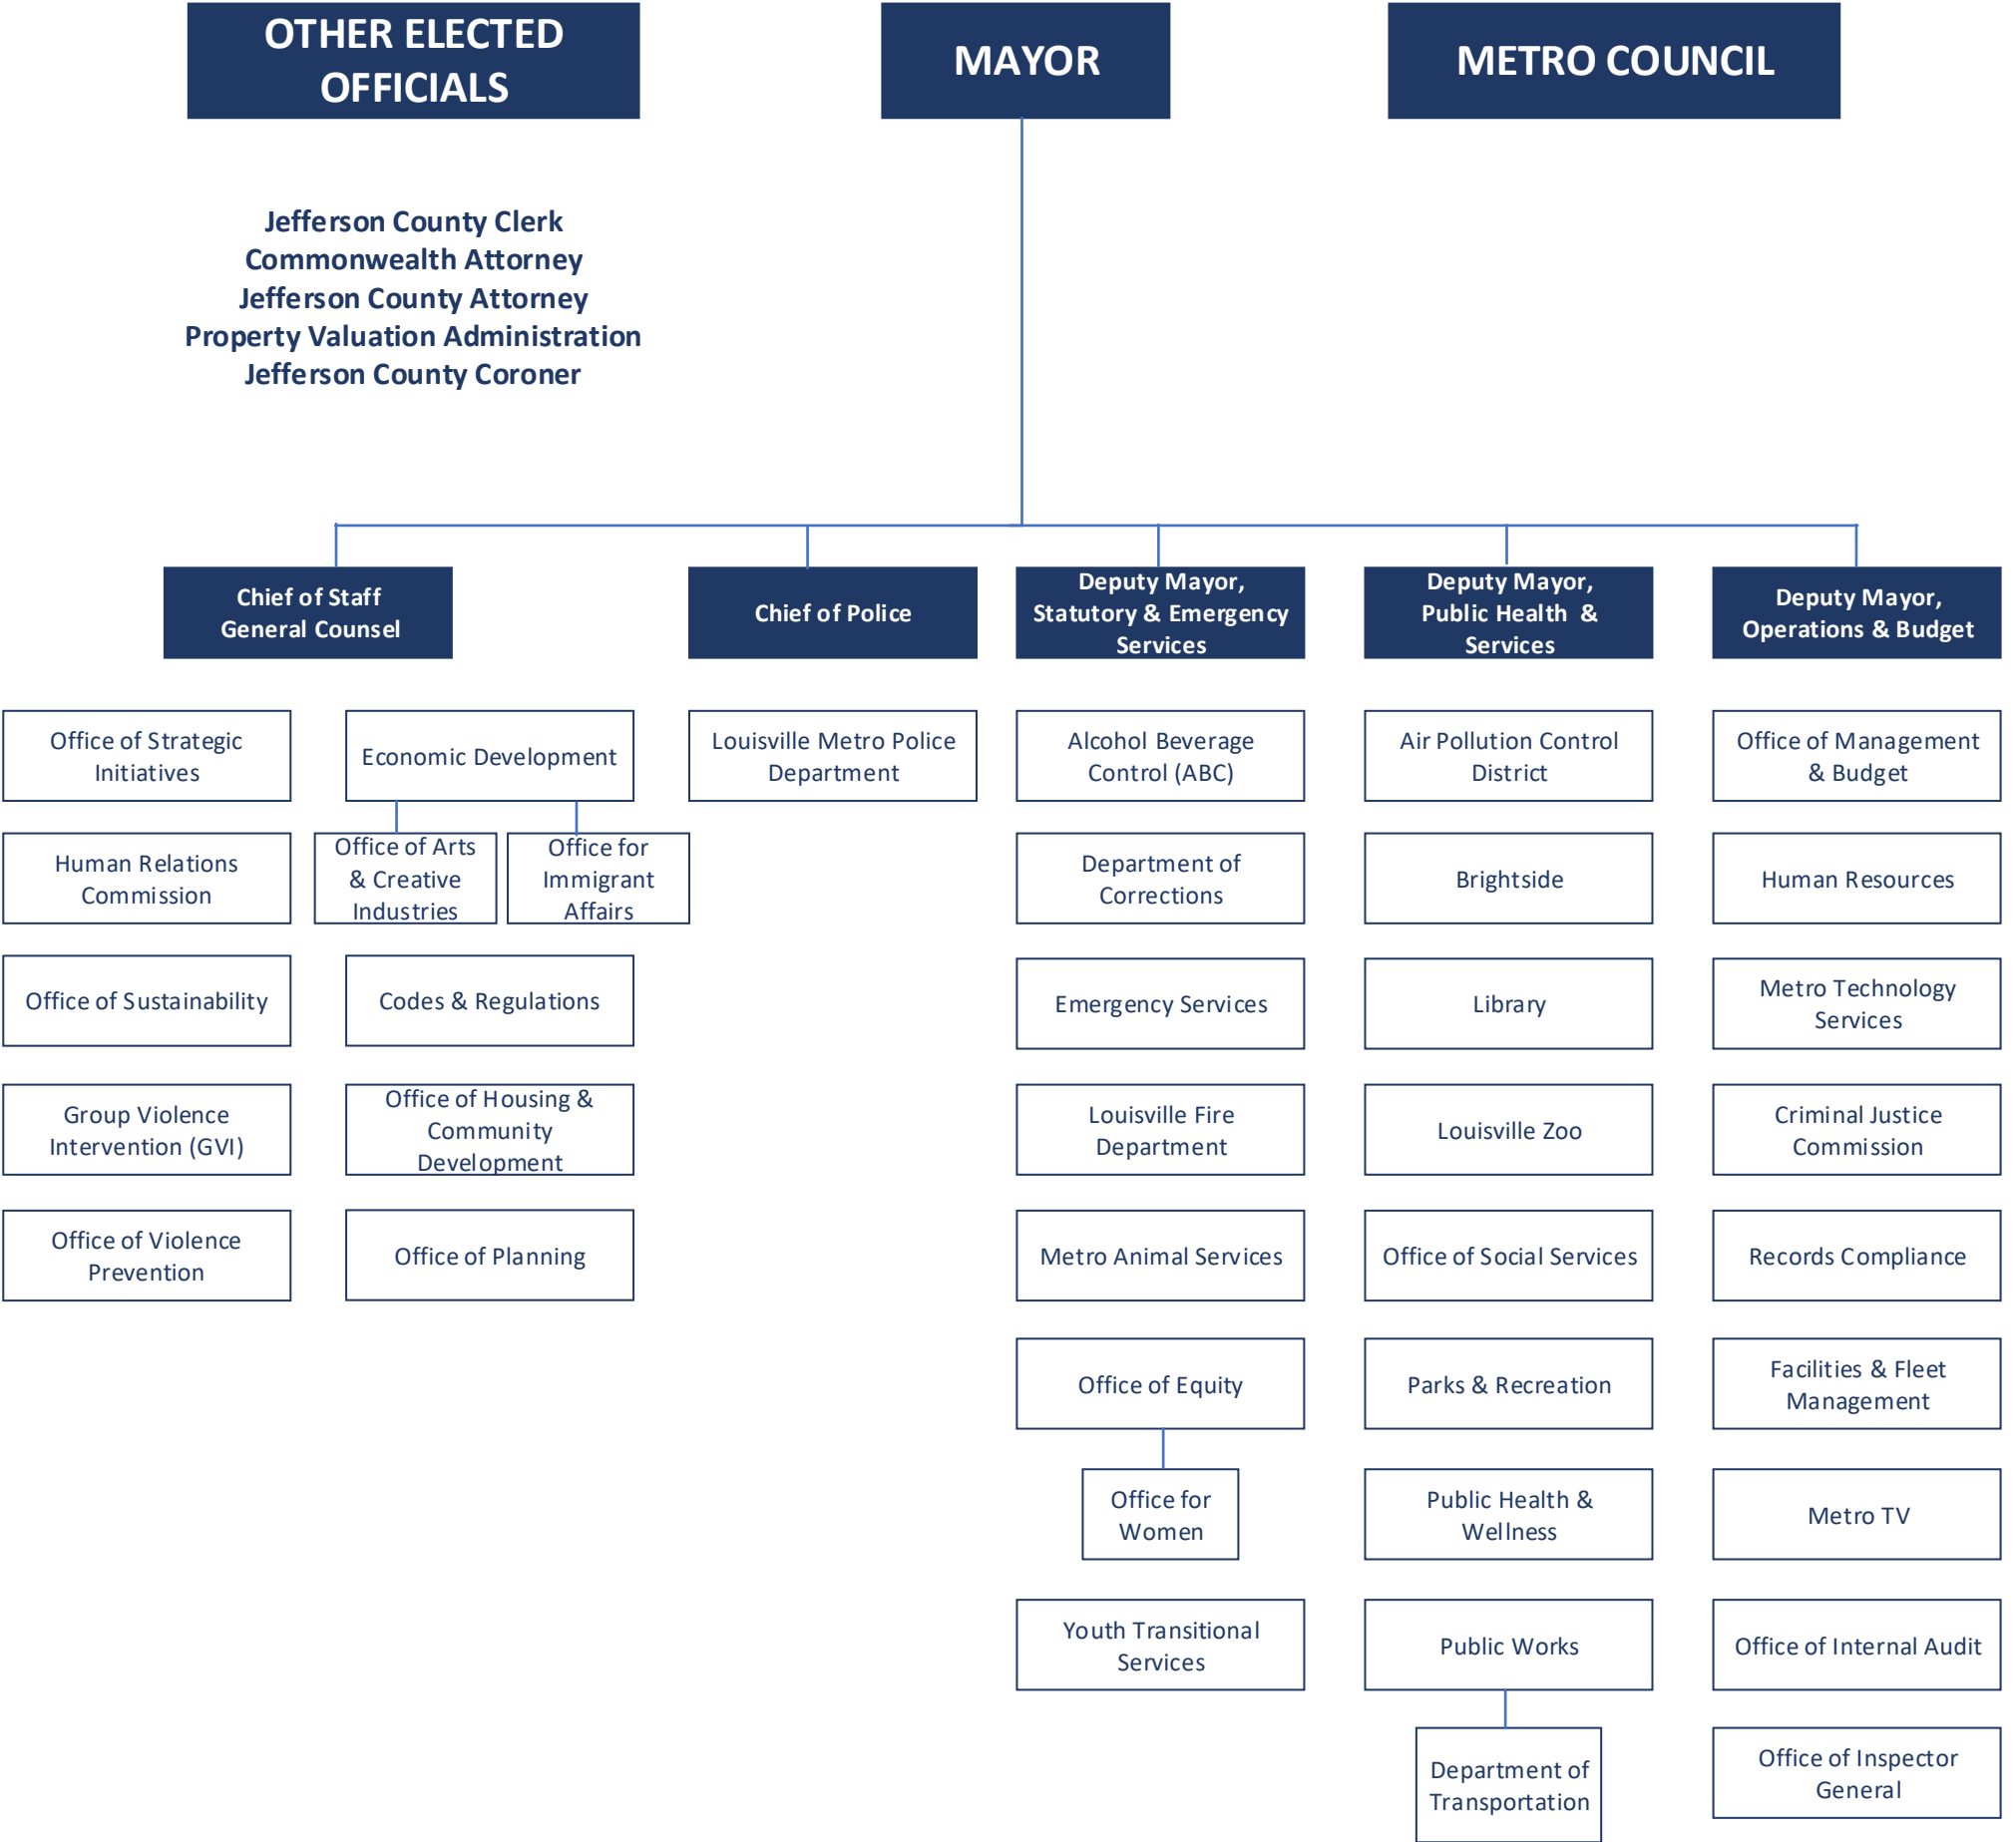 OTHER ELECTED
OFFICIALS
MAYOR
METRO COUNCIL
Jefferson County Clerk
Commonwealth Attorney
Jefferson County Attorney
Property Valuation Administration
Jefferson County Coroner
Chief of Staff
General Counsel
Chief of Police
Deputy Mayor,
Statutory & Emergency
Services
Deputy Mayor,
Public Health &
Services
Deputy Mayor,
Operations & Budget
Office of Strategic
Initiatives
Human Relations
Commission
Office of Sustainability
Group Violence
Intervention (GVI)
Office of Violence
Prevention
Economic Development
Office of Arts
& Creative
Industries
Office for
Immigrant
Affairs
Codes & Regulations
Office of Housing &
Community
Development
Office of Planning
Louisville Metro Police
Department
Alcohol Beverage
Control (ABC)
Department of
Corrections
Emergency Services
Louisville Fire
Department
Metro Animal Services
Office of Equity
Office for
Women
Youth Transitional
Services
Air Pollution Control
District
Brightside
Library
Louisville Zoo
Office of Social Services
Parks & Recreation
Public Health &
Wellness
Public Works
Department of
Transportation
Office of Management
& Budget
Human Resources
Metro Technology
Services
Criminal Justice
Commission
Records Compliance
Facilities & Fleet
Management
Metro TV
Office of Internal Audit
Office of Inspector
General